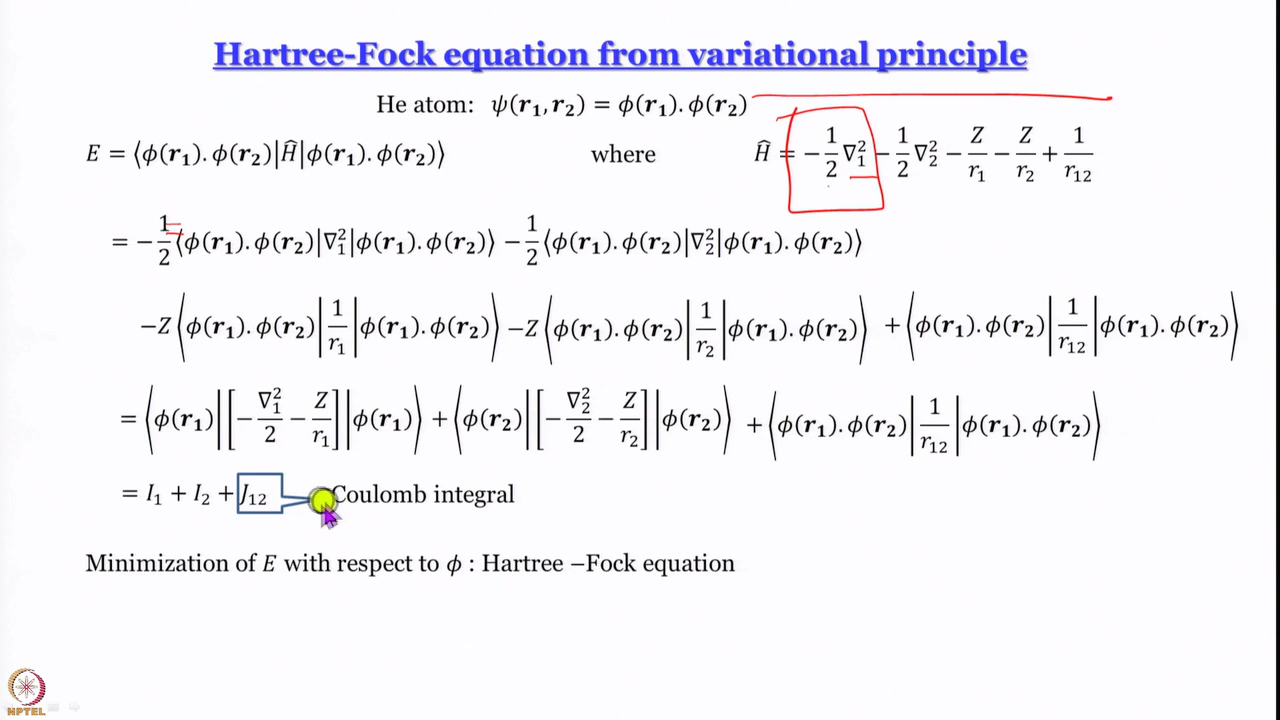 Hartree-Fock equation from variational principle
He atom: ψ(r₁, r₂) = ϕ(r₁). ϕ(r₂)
E = ⟨ϕ(r₁). ϕ(r₂)|Ĥ|ϕ(r₁). ϕ(r₂)⟩ where Ĥ = −1/2 ∇₁² − 1/2 ∇₂² − Z/r₁ − Z/r₂ + 1/r₁₂
= −1/2 ⟨ϕ(r₁). ϕ(r₂)|∇₁²|ϕ(r₁). ϕ(r₂)⟩ − 1/2 ⟨ϕ(r₁). ϕ(r₂)|∇₂²|ϕ(r₁). ϕ(r₂)⟩
−Z ⟨ϕ(r₁). ϕ(r₂)|1/r₁|ϕ(r₁). ϕ(r₂)⟩ −Z ⟨ϕ(r₁). ϕ(r₂)|1/r₂|ϕ(r₁). ϕ(r₂)⟩ + ⟨ϕ(r₁). ϕ(r₂)|1/r₁₂|ϕ(r₁). ϕ(r₂)⟩
= ⟨ϕ(r₁)|[−∇₁²/2 − Z/r₁]|ϕ(r₁)⟩ + ⟨ϕ(r₂)|[−∇₂²/2 − Z/r₂]|ϕ(r₂)⟩ + ⟨ϕ(r₁). ϕ(r₂)|1/r₁₂|ϕ(r₁). ϕ(r₂)⟩
= I₁ + I₂ + J₁₂ Coulomb integral
Minimization of E with respect to ϕ : Hartree −Fock equation
NPTEL